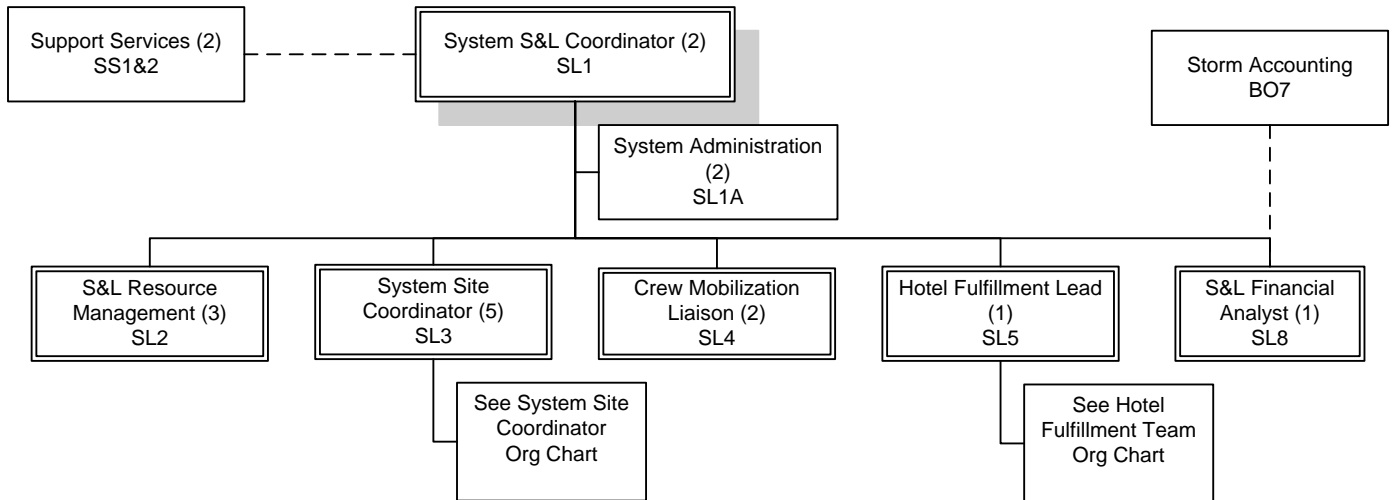 Support Services (2)
SS1&2
System S&L Coordinator (2)
SL1
Storm Accounting
BO7
System Administration
(2)
SL1A
S&L Resource
Management (3)
SL2
System Site
Coordinator (5)
SL3
Crew Mobilization
Liaison (2)
SL4
Hotel Fulfillment Lead
(1)
SL5
S&L Financial
Analyst (1)
SL8
See System Site
Coordinator
Org Chart
See Hotel
Fulfillment Team
Org Chart